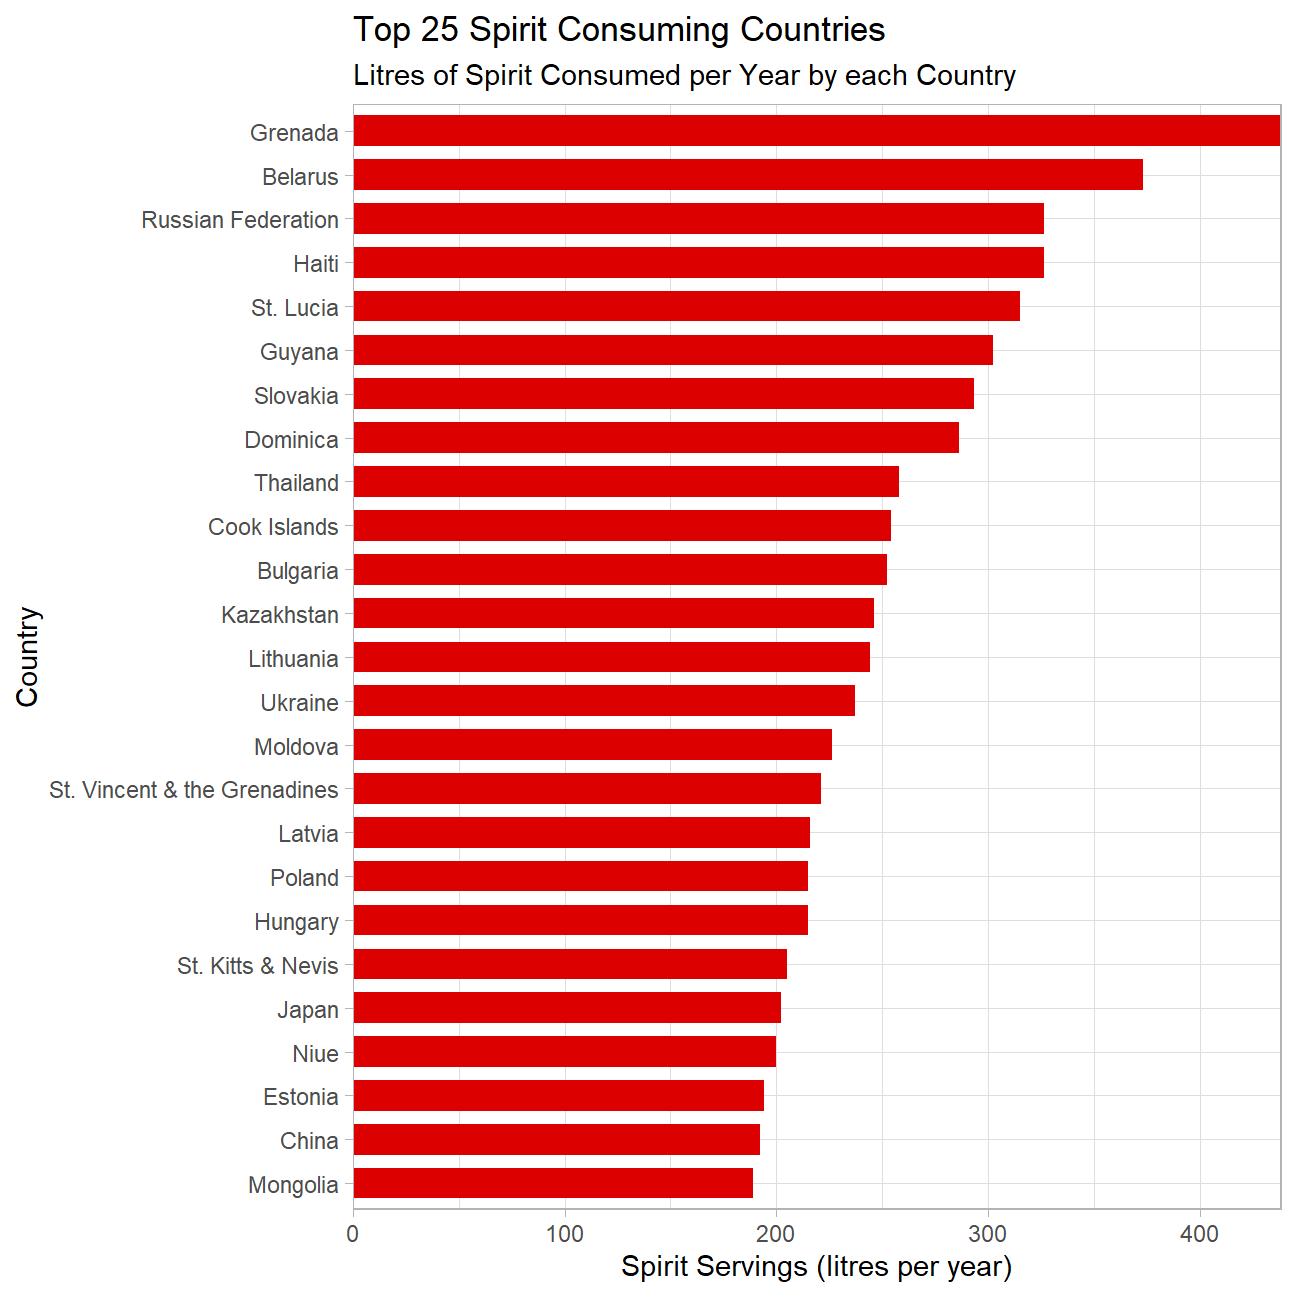 Top 25 Spirit Consuming Countries
Litres of Spirit Consumed per Year by each Country
Country
Grenada
Belarus
Russian Federation
Haiti
St. Lucia
Guyana
Slovakia
Dominica
Thailand
Cook Islands
Bulgaria
Kazakhstan
Lithuania
Ukraine
Moldova
St. Vincent & the Grenadines
Latvia
Poland
Hungary
St. Kitts & Nevis
Japan
Niue
Estonia
China
Mongolia
0 100 200 300 400
Spirit Servings (litres per year)